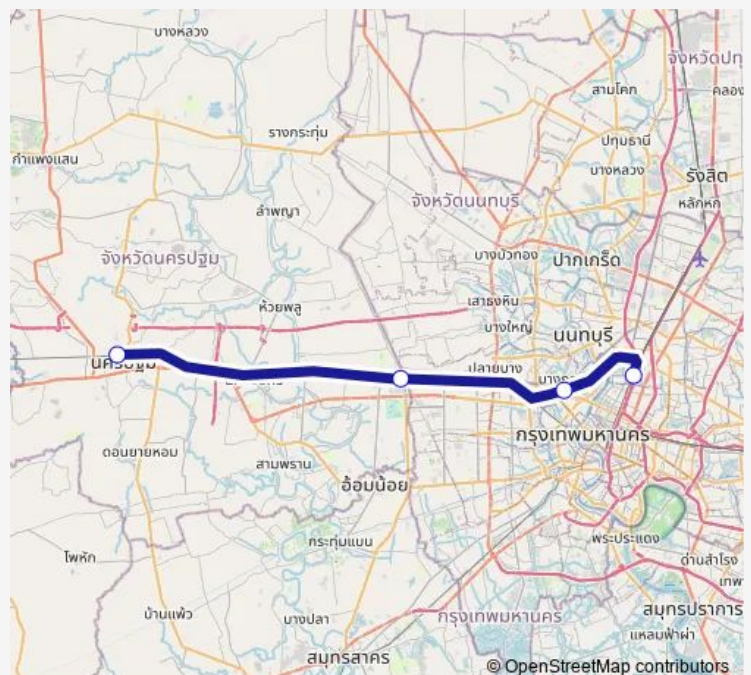 บางหลวง
จังหวัดปทุ
สามโคก
คลอง
รางกระทุ่ม
ปทุมธานี
กำแพงแสน
บางหลวง
รังสิต
หลักหก
จังหวัดนนทบุรี
ลำพญา
จังหวัดนครปฐม
บางบัวทอง
ปากเกร็ด
ห้วยพลู
เสาธงหิน
บางใหญ่
นนทบุรี
นครปฐม
ปลายบาง
กรุงเทพมหานคร
ดอนยายหอม
สามพราน
อ้อมน้อย
กระทุ่มแบน
พระประแดง
ไพหัก
ด่านสำโรง
เทพ
บ้านแพ้ว
บางปลา
กรุงเทพมหานคร
สมุทรปราการ
แหลมฟ้าผ่า
สมุทรสาคร
© OpenStreetMap contributors